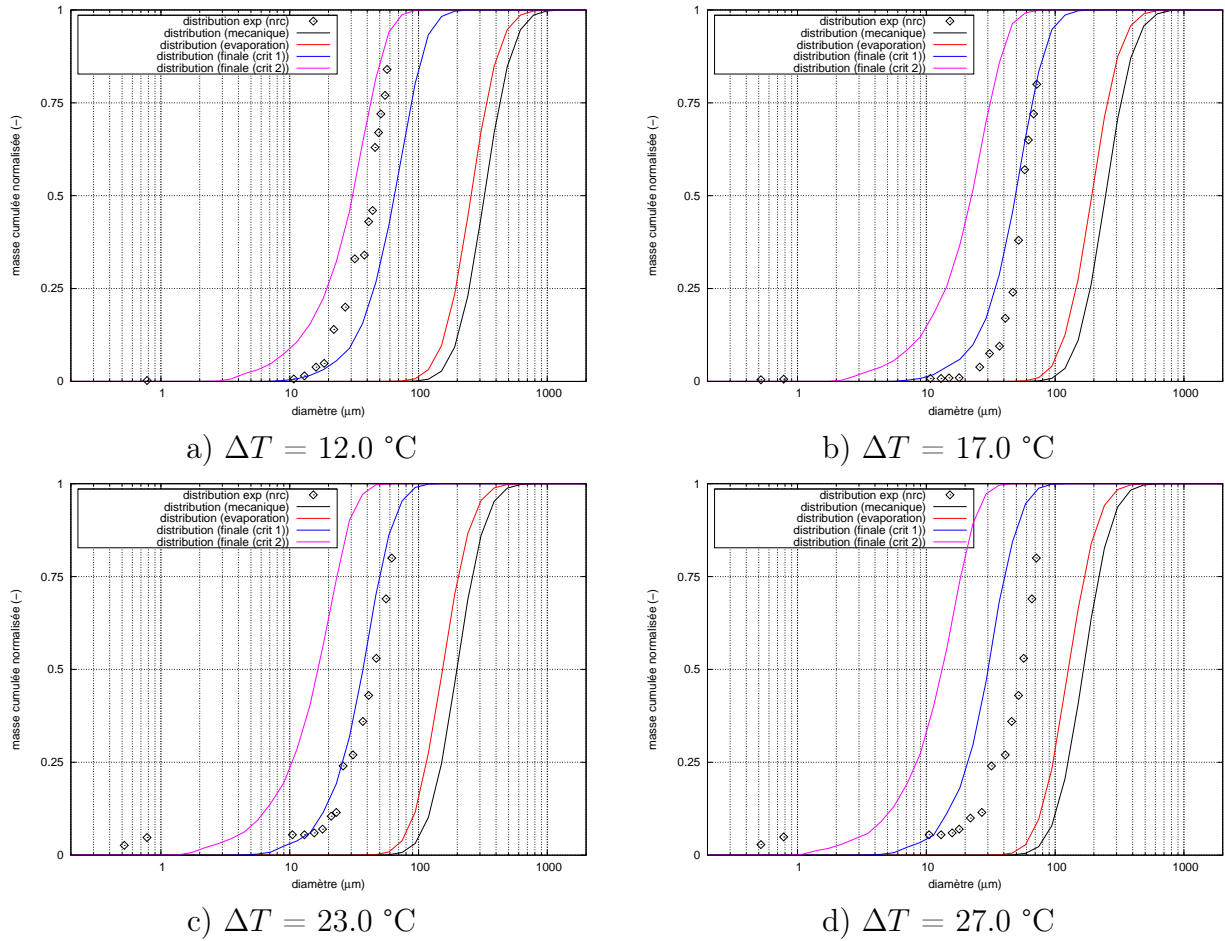 1
0.75
0.5
0.25
0
1
10
100
1000
masse cumulée normalisée (−)
diamètre (µm)
distribution exp (nrc)
distribution (mecanique)
distribution (evaporation)
distribution (finale (crit 1))
distribution (finale (crit 2))
a) ΔT = 12.0 °C
1
0.75
0.5
0.25
0
1
10
100
1000
masse cumulée normalisée (−)
diamètre (µm)
distribution exp (nrc)
distribution (mecanique)
distribution (evaporation)
distribution (finale (crit 1))
distribution (finale (crit 2))
b) ΔT = 17.0 °C
1
0.75
0.5
0.25
0
1
10
100
1000
masse cumulée normalisée (−)
diamètre (µm)
distribution exp (nrc)
distribution (mecanique)
distribution (evaporation)
distribution (finale (crit 1))
distribution (finale (crit 2))
c) ΔT = 23.0 °C
1
0.75
0.5
0.25
0
1
10
100
1000
masse cumulée normalisée (−)
diamètre (µm)
distribution exp (nrc)
distribution (mecanique)
distribution (evaporation)
distribution (finale (crit 1))
distribution (finale (crit 2))
d) ΔT = 27.0 °C